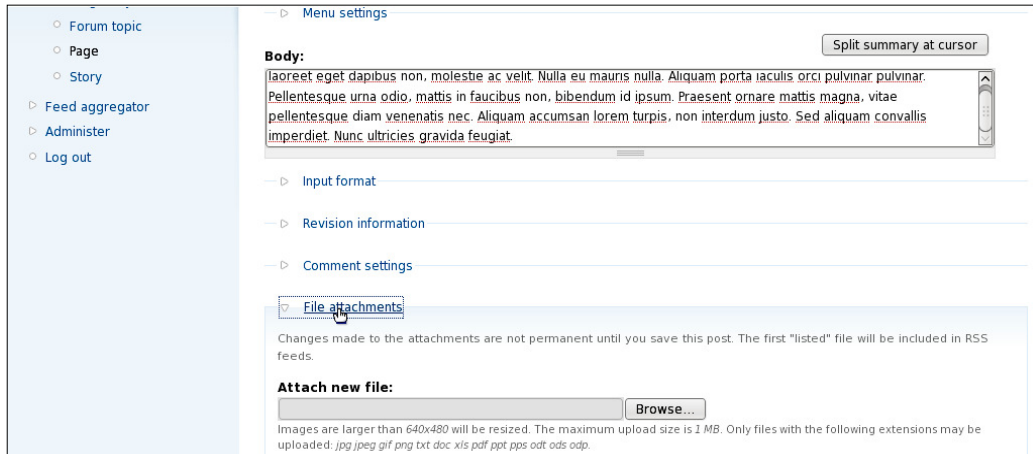 Forum topic
Page
Story
Feed aggregator
Administer
Log out
Menu settings
Split summary at cursor
Body:
laoreet eget dapibus non, molestie ac velit. Nulla eu mauris nulla. Aliquam porta iaculis orci pulvinar pulvinar.
Pellentesque urna odio, mattis in faucibus non, bibendum id ipsum. Praesent ornare mattis magna, vitae
pellentesque diam venenatis nec. Aliquam accumsan lorem turpis, non interdum justo. Sed aliquam convallis
imperdiet. Nunc ultricies gravida feugiat.
Input format
Revision information
Comment settings
File attachments
Changes made to the attachments are not permanent until you save this post. The first "listed" file will be included in RSS
feeds.
Attach new file:
Browse...
Images are larger than 640x480 will be resized. The maximum upload size is 1 MB. Only files with the following extensions may be
uploaded: jpg jpeg gif png txt doc xls pdf ppt pps odt ods odp.